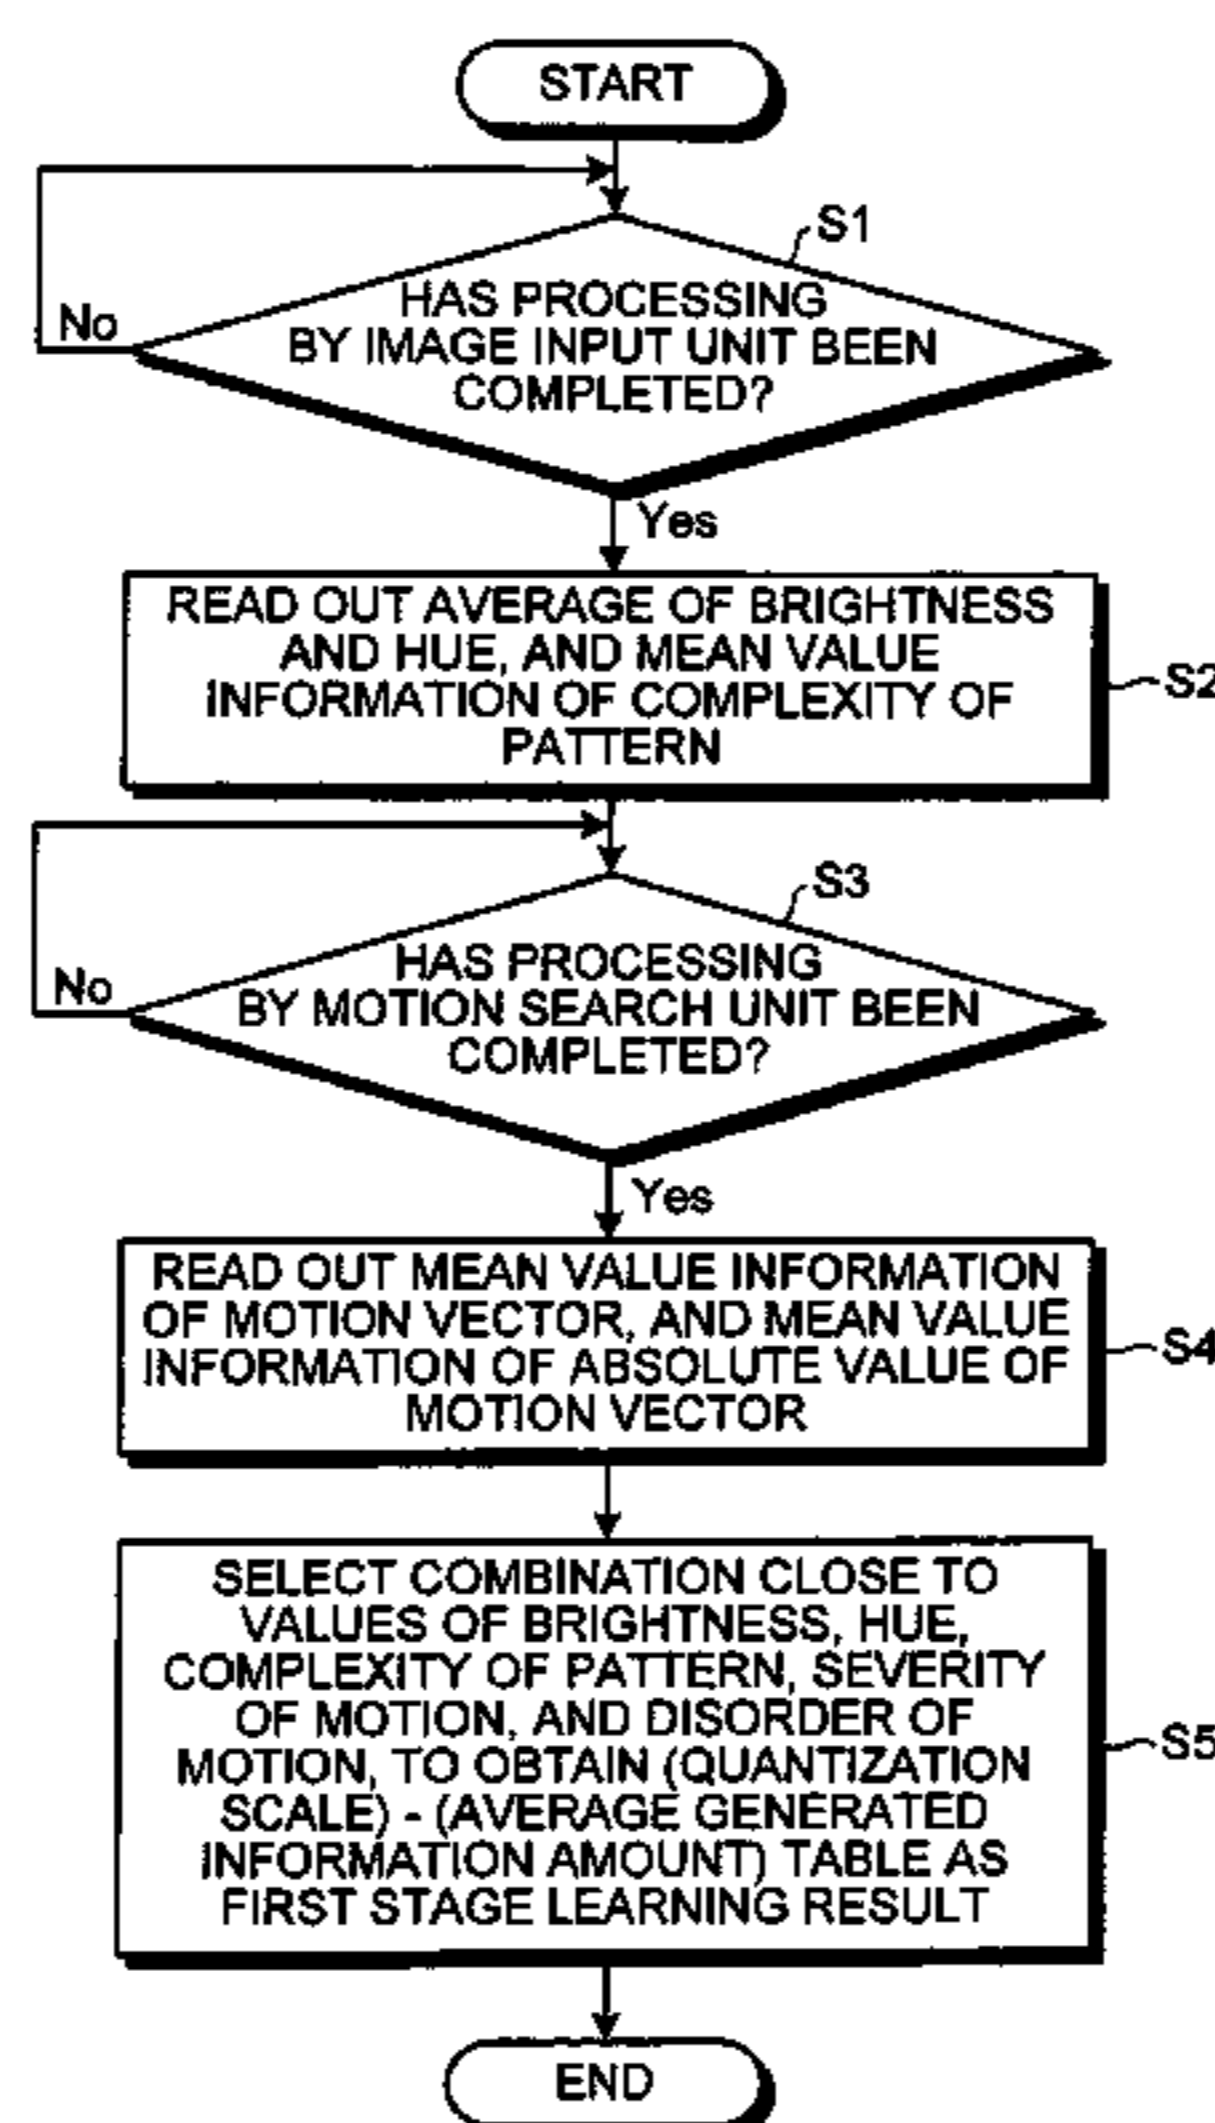 START
S1
HAS PROCESSING
BY IMAGE INPUT UNIT BEEN
COMPLETED?
No
Yes
READ OUT AVERAGE OF BRIGHTNESS
AND HUE, AND MEAN VALUE
INFORMATION OF COMPLEXITY OF
PATTERN
S2
S3
HAS PROCESSING
BY MOTION SEARCH UNIT BEEN
COMPLETED?
No
Yes
READ OUT MEAN VALUE INFORMATION
OF MOTION VECTOR, AND MEAN VALUE
INFORMATION OF ABSOLUTE VALUE OF
MOTION VECTOR
S4
SELECT COMBINATION CLOSE TO
VALUES OF BRIGHTNESS, HUE,
COMPLEXITY OF PATTERN, SEVERITY
OF MOTION, AND DISORDER OF
MOTION, TO OBTAIN (QUANTIZATION
SCALE) - (AVERAGE GENERATED
INFORMATION AMOUNT) TABLE AS
FIRST STAGE LEARNING RESULT
S5
END